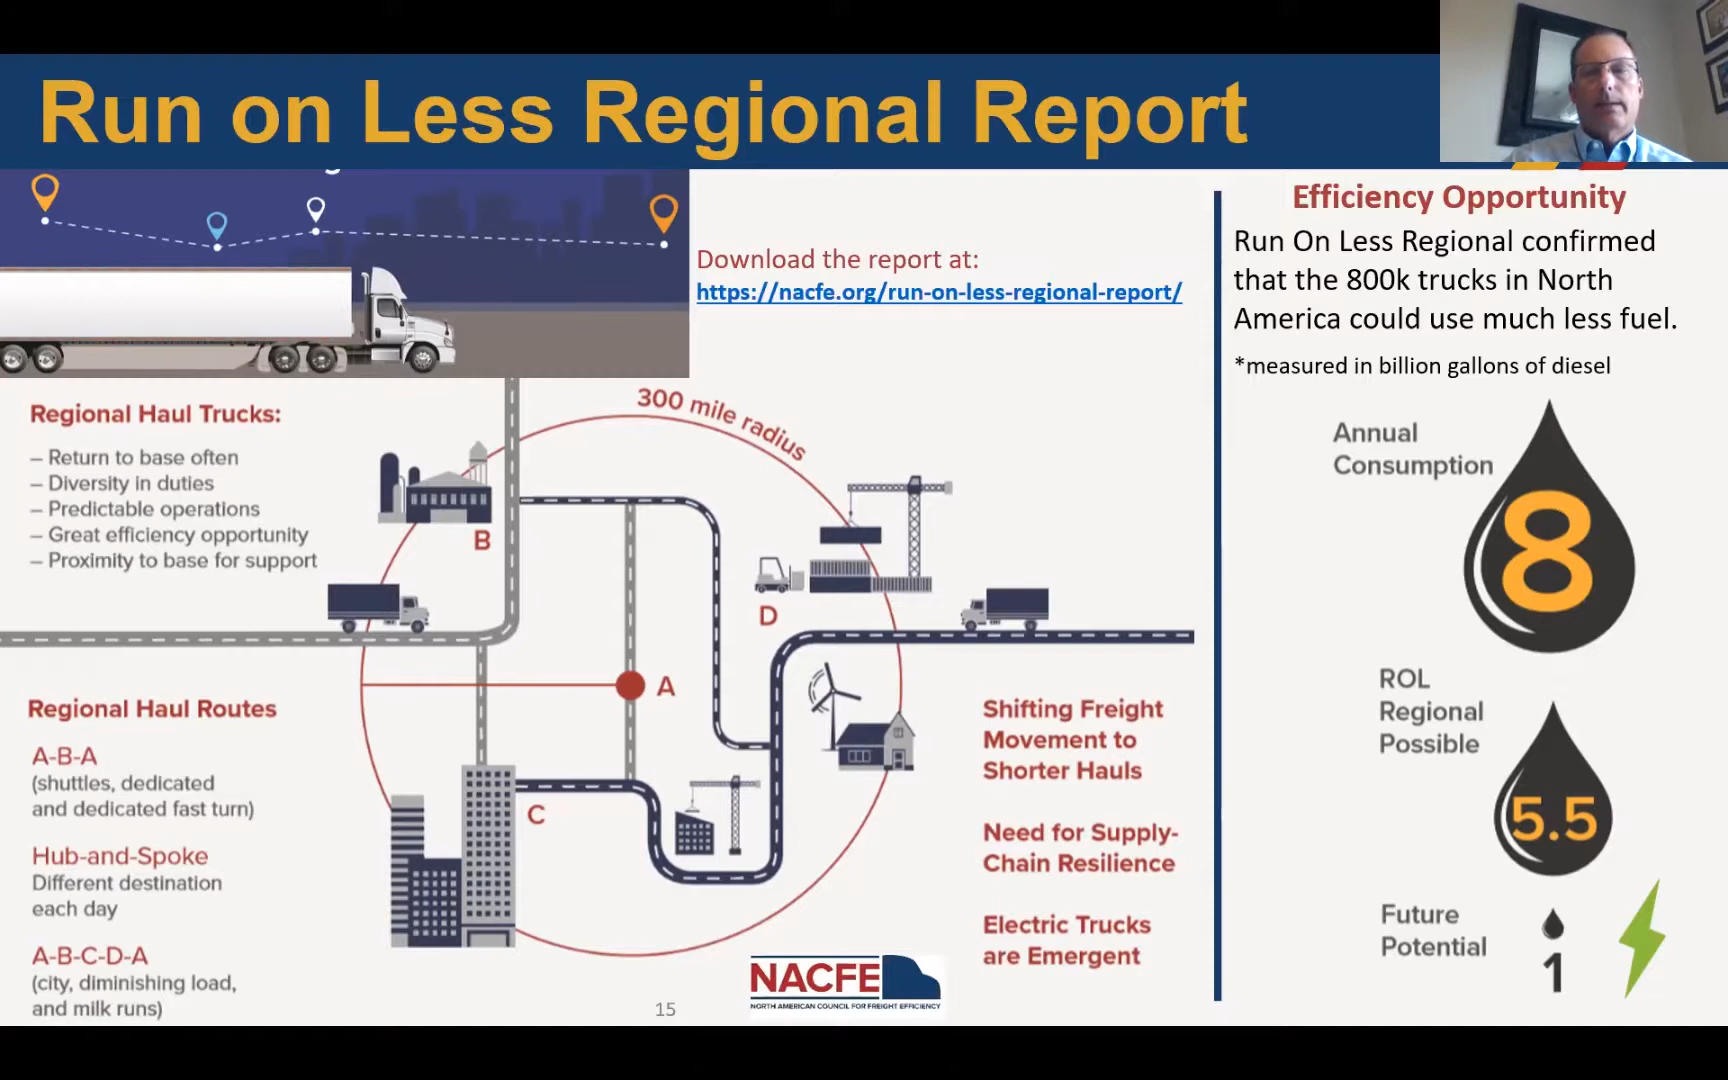 Run on Less Regional Report
Download the report at:
https://nacfe.org/run-on-less-regional-report/
Regional Haul Trucks:
– Return to base often
– Diversity in duties
– Predictable operations
– Great efficiency opportunity
– Proximity to base for support
Regional Haul Routes
A-B-A
(shuttles, dedicated
and dedicated fast turn)
Hub-and-Spoke
Different destination
each day
A-B-C-D-A
(city, diminishing load,
and milk runs)
300 mile radius
B
D
A
C
Shifting Freight
Movement to
Shorter Hauls
Need for Supply-
Chain Resilience
Electric Trucks
are Emergent
15
NACFE
NORTH AMERICAN COUNCIL FOR FREIGHT EFFICIENCY
Efficiency Opportunity
Run On Less Regional confirmed
that the 800k trucks in North
America could use much less fuel.
*measured in billion gallons of diesel
Annual
Consumption
8
ROL
Regional
Possible
5.5
Future
Potential
1